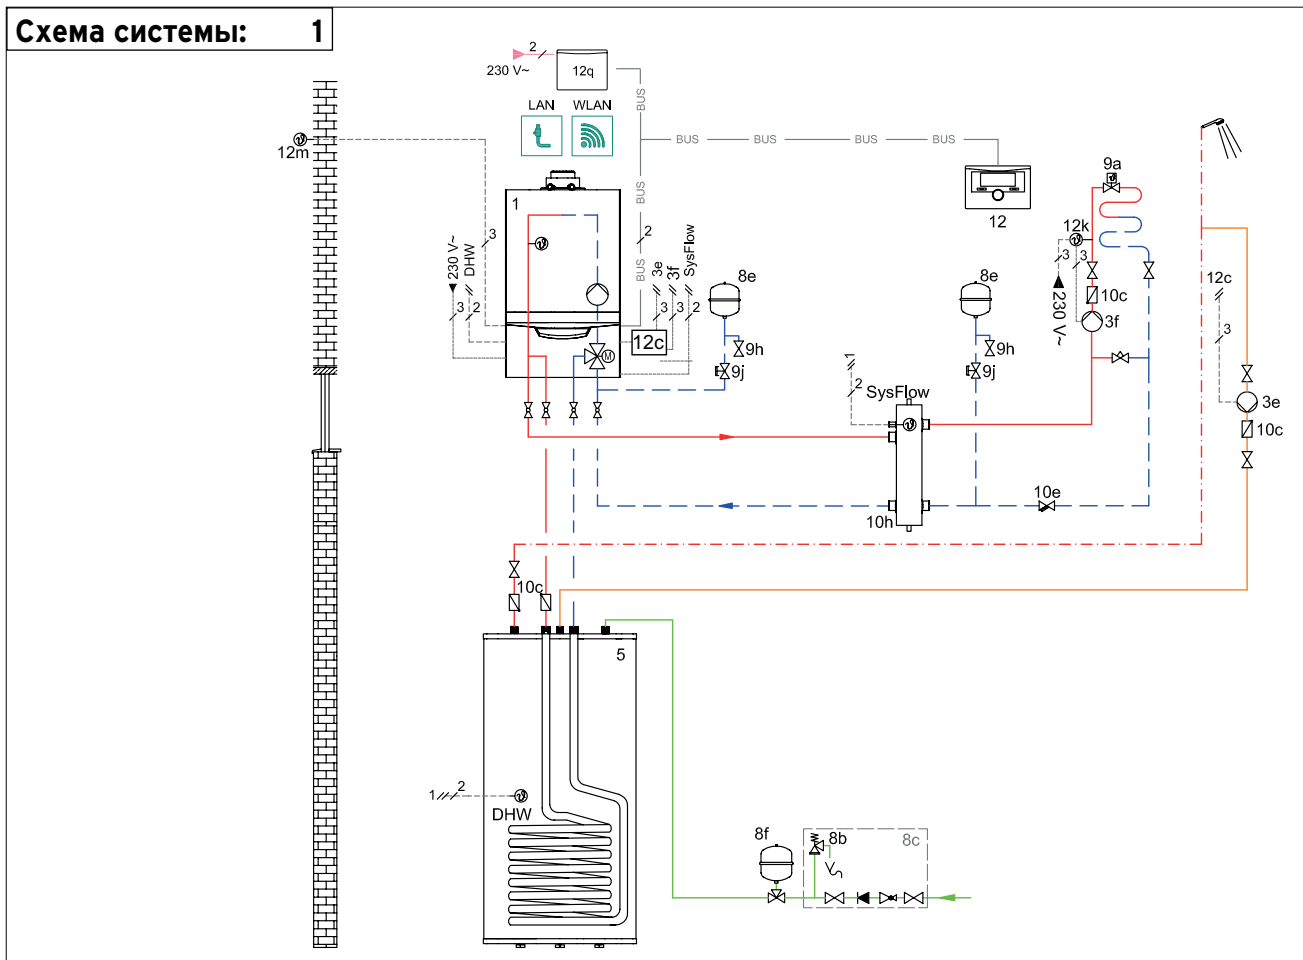 Схема системы: 1
2
230 V~
12q
LAN
WLAN
BUS
BUS
BUS
BUS
BUS
BUS
BUS
12m
12
1
3
2
230 V~
DHW
3
2
3e
3f
SysFlow
3
3
2
12c
M
8e
9h
9j
8e
9h
9j
9a
12k
3
3
230 V~
10c
3f
12c
3
3e
10c
1
2
SysFlow
10h
10e
10c
5
1
2
DHW
8f
8b
8c